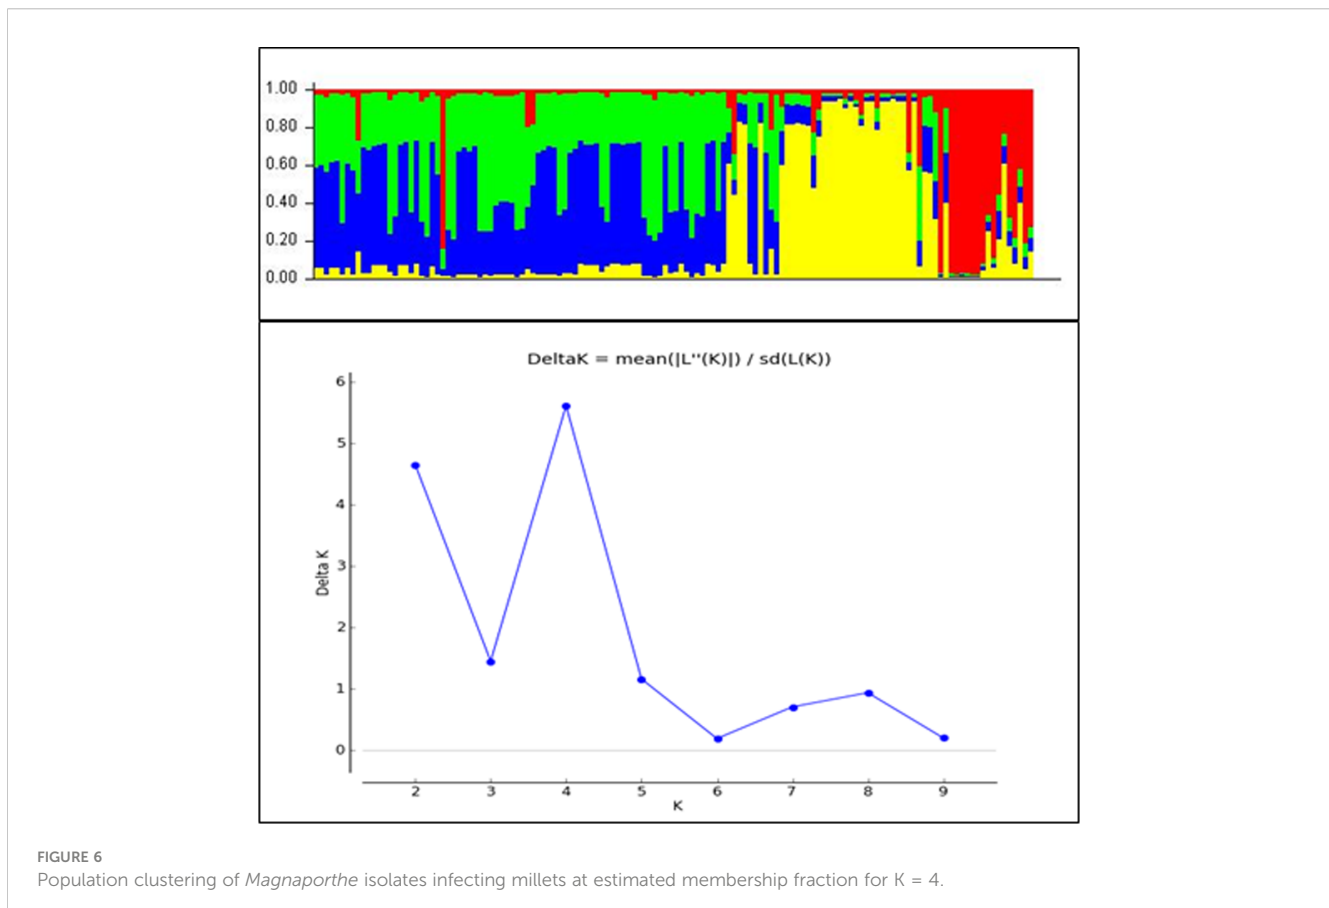 1.00
0.80
0.60
0.40
0.20
0.00
DeltaK = mean(|L''(K)|) / sd(L(K))
6
5
4
3
2
1
0
Delta K
2 3 4 5 6 7 8 9
K
FIGURE 6
Population clustering of Magnaporthe isolates infecting millets at estimated membership fraction for K = 4.